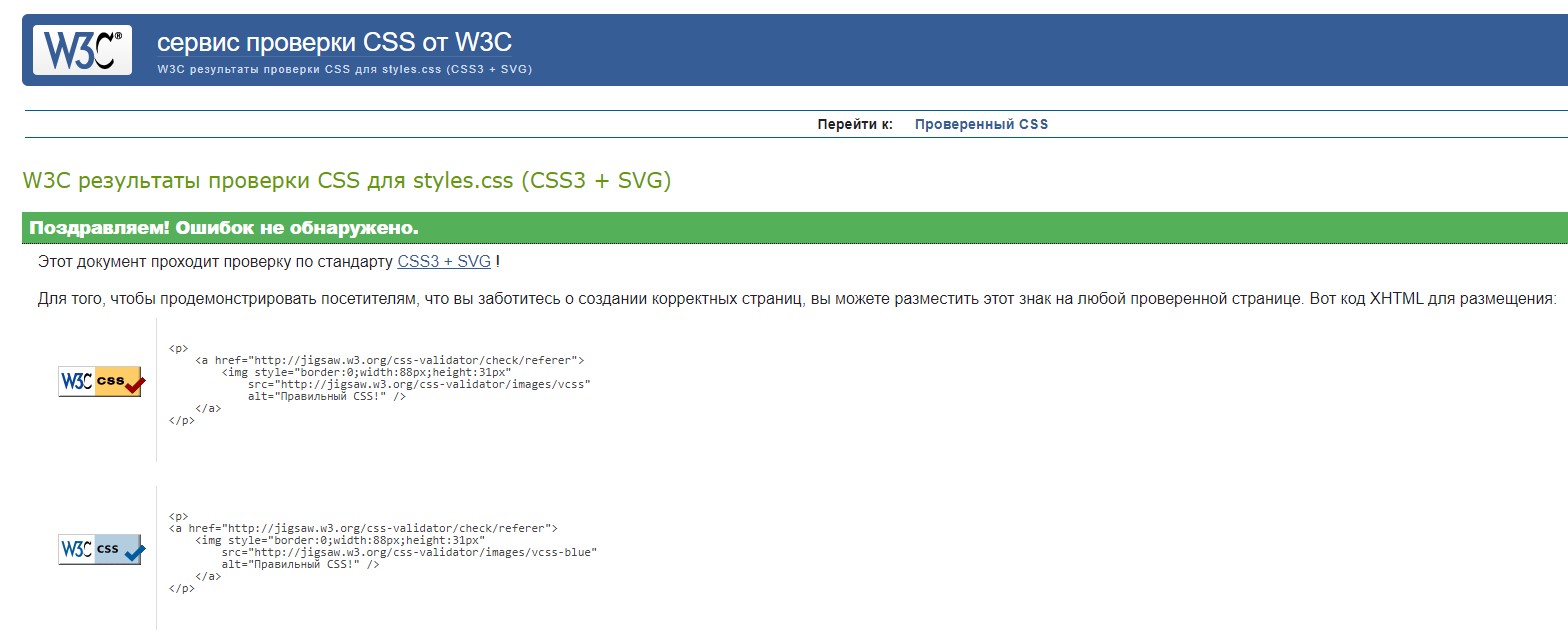 W3C®
сервис проверки CSS от W3C
W3C результаты проверки CSS для styles.css (CSS3 + SVG)
Перейти к: Проверенный CSS
W3C результаты проверки CSS для styles.css (CSS3 + SVG)
Поздравляем! Ошибок не обнаружено.
Этот документ проходит проверку по стандарту CSS3 + SVG !
Для того, чтобы продемонстрировать посетителям, что вы заботитесь о создании корректных страниц, вы можете разместить этот знак на любой проверенной странице. Вот код XHTML для размещения:
W3C css
<p>
<a href="http://jigsaw.w3.org/css-validator/check/referer">
<img style="border:0;width:88px;height:31px"
src="http://jigsaw.w3.org/css-validator/images/vcss"
alt="Правильный CSS!" />
</a>
</p>
W3C css
<p>
<a href="http://jigsaw.w3.org/css-validator/check/referer">
<img style="border:0;width:88px;height:31px"
src="http://jigsaw.w3.org/css-validator/images/vcss-blue"
alt="Правильный CSS!" />
</a>
</p>